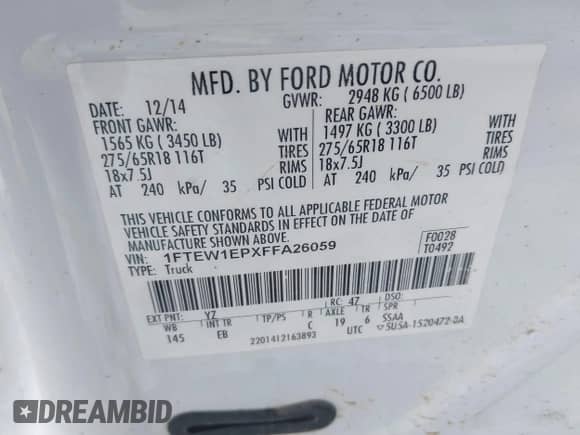 MFD. BY FORD MOTOR CO.
DATE: 12/14 GVWR: 2948 KG ( 6500 LB)
FRONT GAWR: REAR GAWR:
1565 KG ( 3450 LB) WITH 1497 KG ( 3300 LB) WITH
275/65R18 116T TIRES 275/65R18 116T TIRES
18x7.5J RIMS 18x7.5J RIMS
AT 240 kPa/ 35 PSI COLD AT 240 kPa/ 35 PSI COLD
THIS VEHICLE CONFORMS TO ALL APPLICABLE FEDERAL MOTOR
VEHICLE SAFETY STANDARDS IN EFFECT ON THE DATE OF
MANUFACTURE SHOWN ABOVE.
VIN: 1FTEW1EPXFFA26059 F0028
TYPE: Truck T0492
EXT PNT: YZ RC: 47 DSO:
WB INT TR TP/PS R AXLE TR SPR
145 EB C 19 6 SSAA
2201412163893 UTC 5USA-1520472-AA
DREAMBID